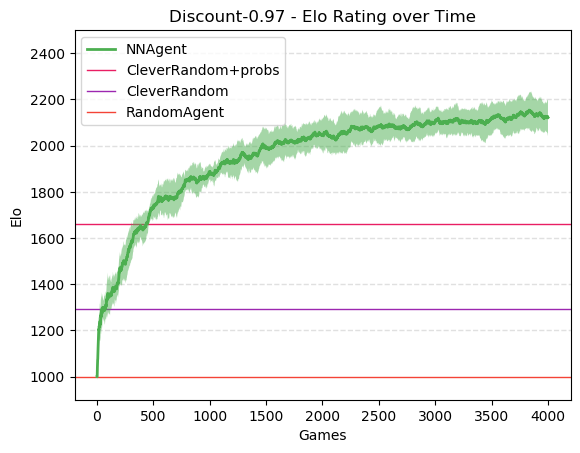 Discount-0.97 - Elo Rating over Time
NNAgent
CleverRandom+probs
CleverRandom
RandomAgent
Elo
2400
2200
2000
1800
1600
1400
1200
1000
0 500 1000 1500 2000 2500 3000 3500 4000
Games